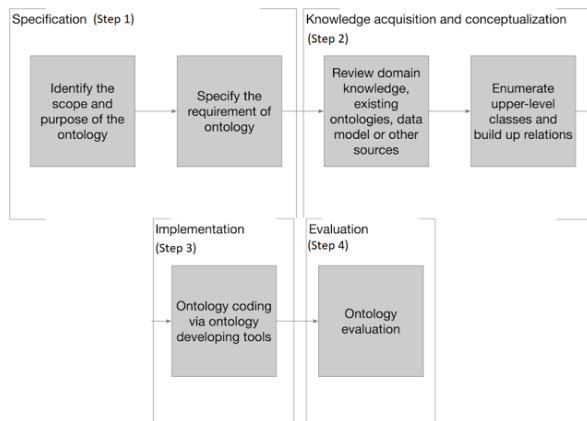 Specification (Step 1)
Identify the
scope and
purpose of the
ontology
Specify the
requirement of
ontology
Knowledge acquisition and conceptualization
(Step 2)
Review domain
knowledge,
existing
ontologies, data
model or other
sources
Enumerate
upper-level
classes and
build up relations
Implementation
(Step 3)
Ontology coding
via ontology
developing tools
Evaluation
(Step 4)
Ontology
evaluation